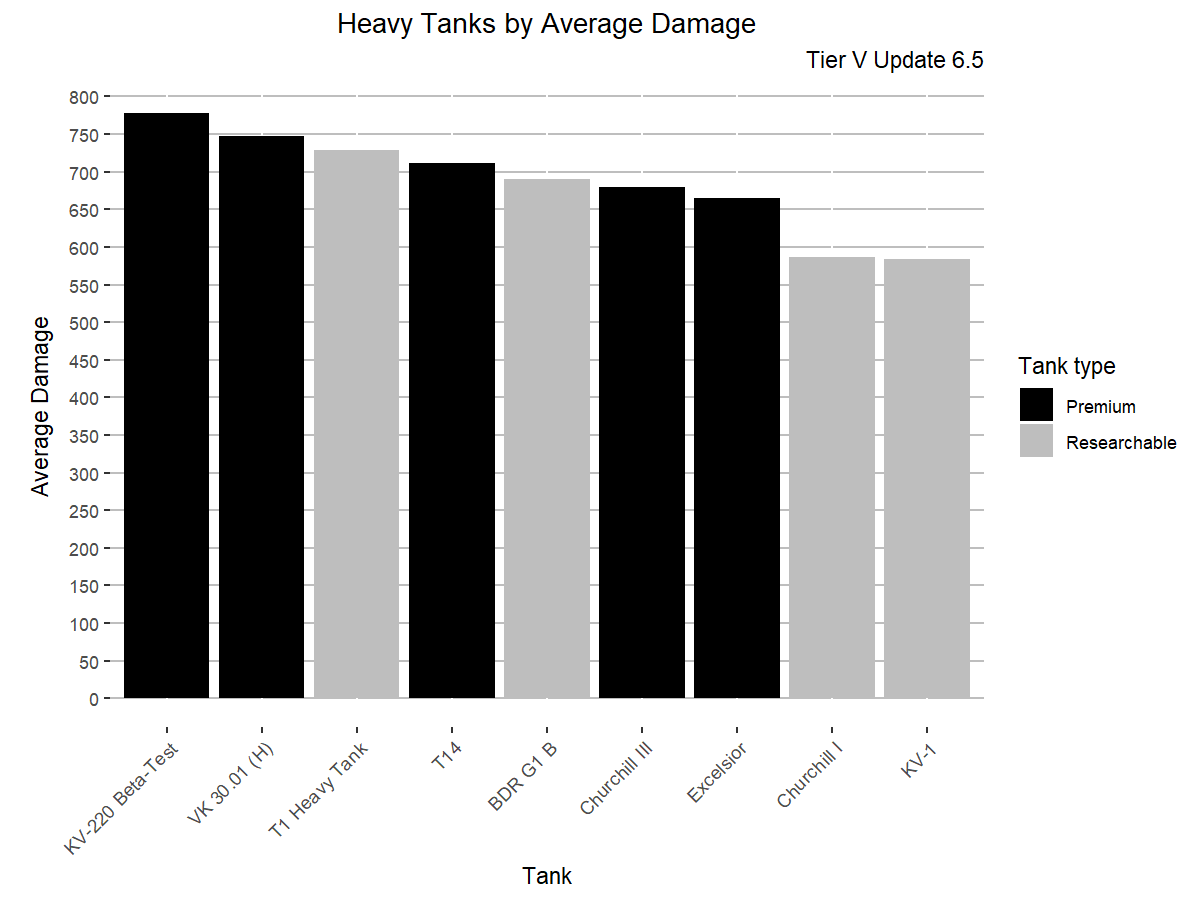 Heavy Tanks by Average Damage
Tier V Update 6.5
Average Damage
800
750
700
650
600
550
500
450
400
350
300
250
200
150
100
50
0
KV-220 Beta-Test
VK 30.01 (H)
T1 Heavy Tank
T14
BDR G1 B
Churchill III
Excelsior
Churchill I
KV-1
Tank
Tank type
Premium
Researchable